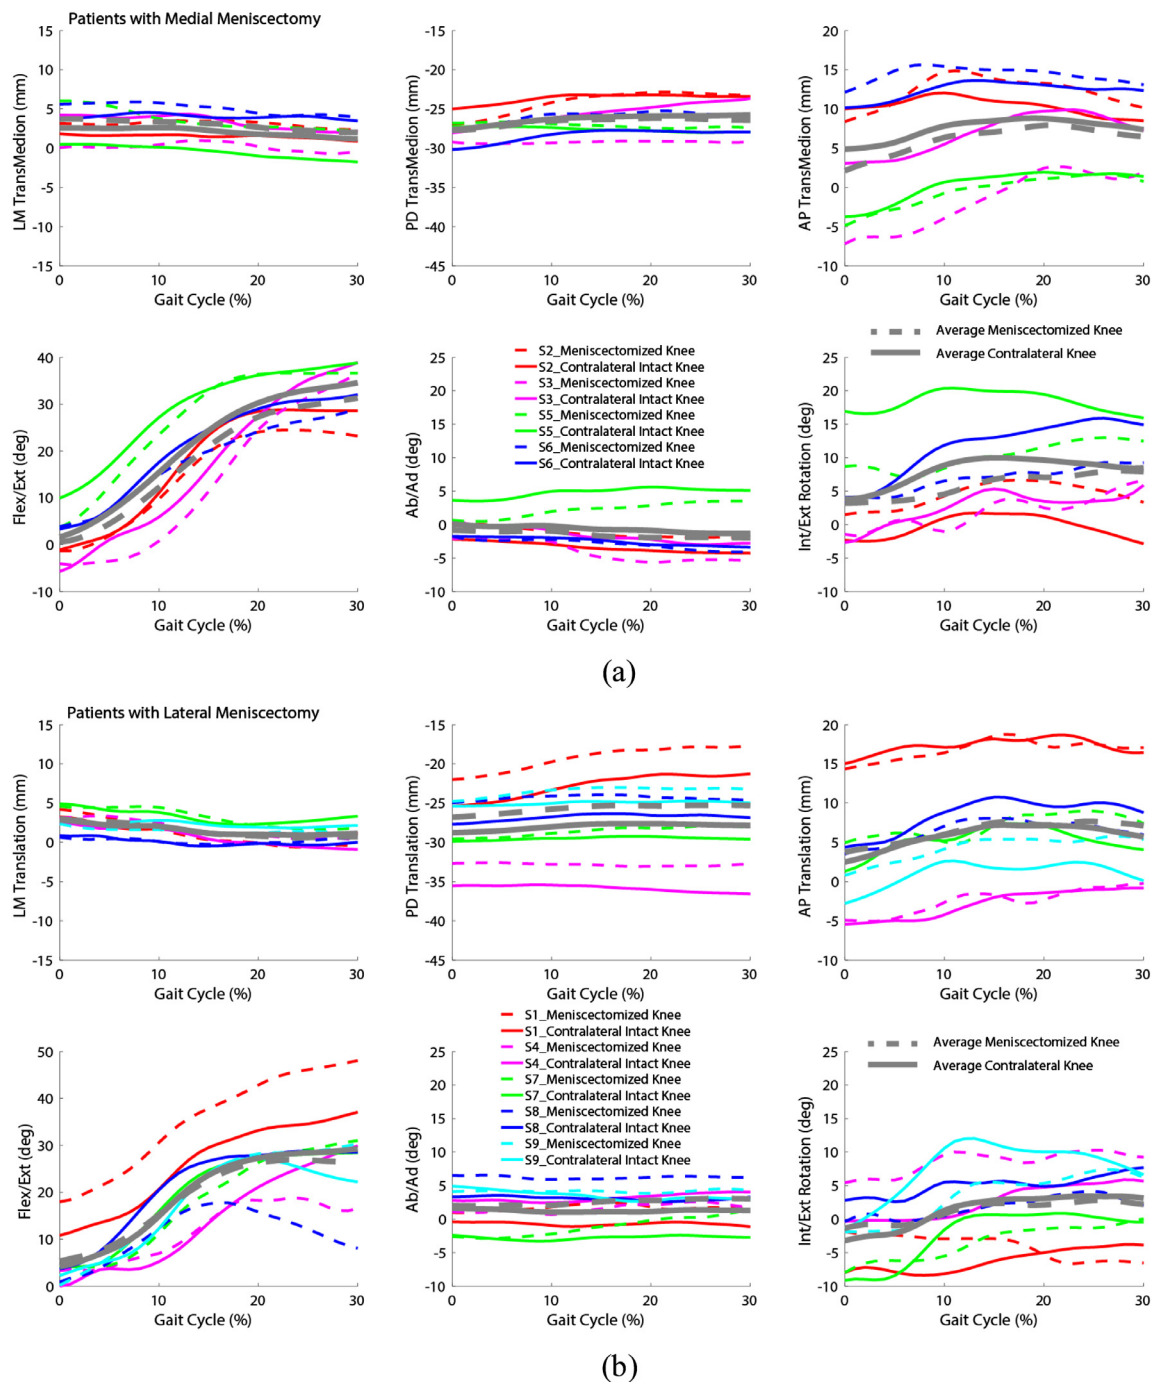 Patients with Medial Meniscectomy
LM TransMedion (mm)
15
10
5
0
-5
-10
-15
0 10 20 30
Gait Cycle (%)
PD TransMedion (mm)
-15
-20
-25
-30
-35
-40
-45
0 10 20 30
Gait Cycle (%)
AP TransMedion (mm)
20
15
10
5
0
-5
-10
0 10 20 30
Gait Cycle (%)
Flex/Ext (deg)
40
30
20
10
0
-10
0 10 20 30
Gait Cycle (%)
Ab/Ad (deg)
25
20
15
10
5
0
-5
-10
0 10 20 30
Gait Cycle (%)
S2_Meniscectomized Knee
S2_Contralateral Intact Knee
S3_Meniscectomized Knee
S3_Contralateral Intact Knee
S5_Meniscectomized Knee
S5_Contralateral Intact Knee
S6_Meniscectomized Knee
S6_Contralateral Intact Knee
Average Meniscectomized Knee
Average Contralateral Knee
Int/Ext Rotation (deg)
25
20
15
10
5
0
-5
-10
0 10 20 30
Gait Cycle (%)
(a)
Patients with Lateral Meniscectomy
LM Translation (mm)
15
10
5
0
-5
-10
-15
0 10 20 30
Gait Cycle (%)
PD Translation (mm)
-15
-20
-25
-30
-35
-40
-45
0 10 20 30
Gait Cycle (%)
AP Translation (mm)
20
15
10
5
0
-5
-10
0 10 20 30
Gait Cycle (%)
Flex/Ext (deg)
50
40
30
20
10
0
0 10 20 30
Gait Cycle (%)
Ab/Ad (deg)
25
20
15
10
5
0
-5
-10
0 10 20 30
Gait Cycle (%)
S1_Meniscectomized Knee
S1_Contralateral Intact Knee
S4_Meniscectomized Knee
S4_Contralateral Intact Knee
S7_Meniscectomized Knee
S7_Contralateral Intact Knee
S8_Meniscectomized Knee
S8_Contralateral Intact Knee
S9_Meniscectomized Knee
S9_Contralateral Intact Knee
Average Meniscectomized Knee
Average Contralateral Knee
Int/Ext Rotation (deg)
25
20
15
10
5
0
-5
-10
0 10 20 30
Gait Cycle (%)
(b)